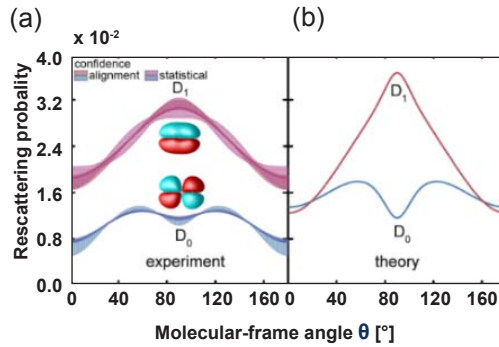 (a)
(b)
x 10-2
Rescattering probality
4.0
3.2
2.4
1.6
0.8
(0.0)
confidence
alignment
statistical
D1
D0
experiment
D1
D0
theory
0
40
80
120
160
0
40
80
120
160
Molecular-frame angle θ [°]